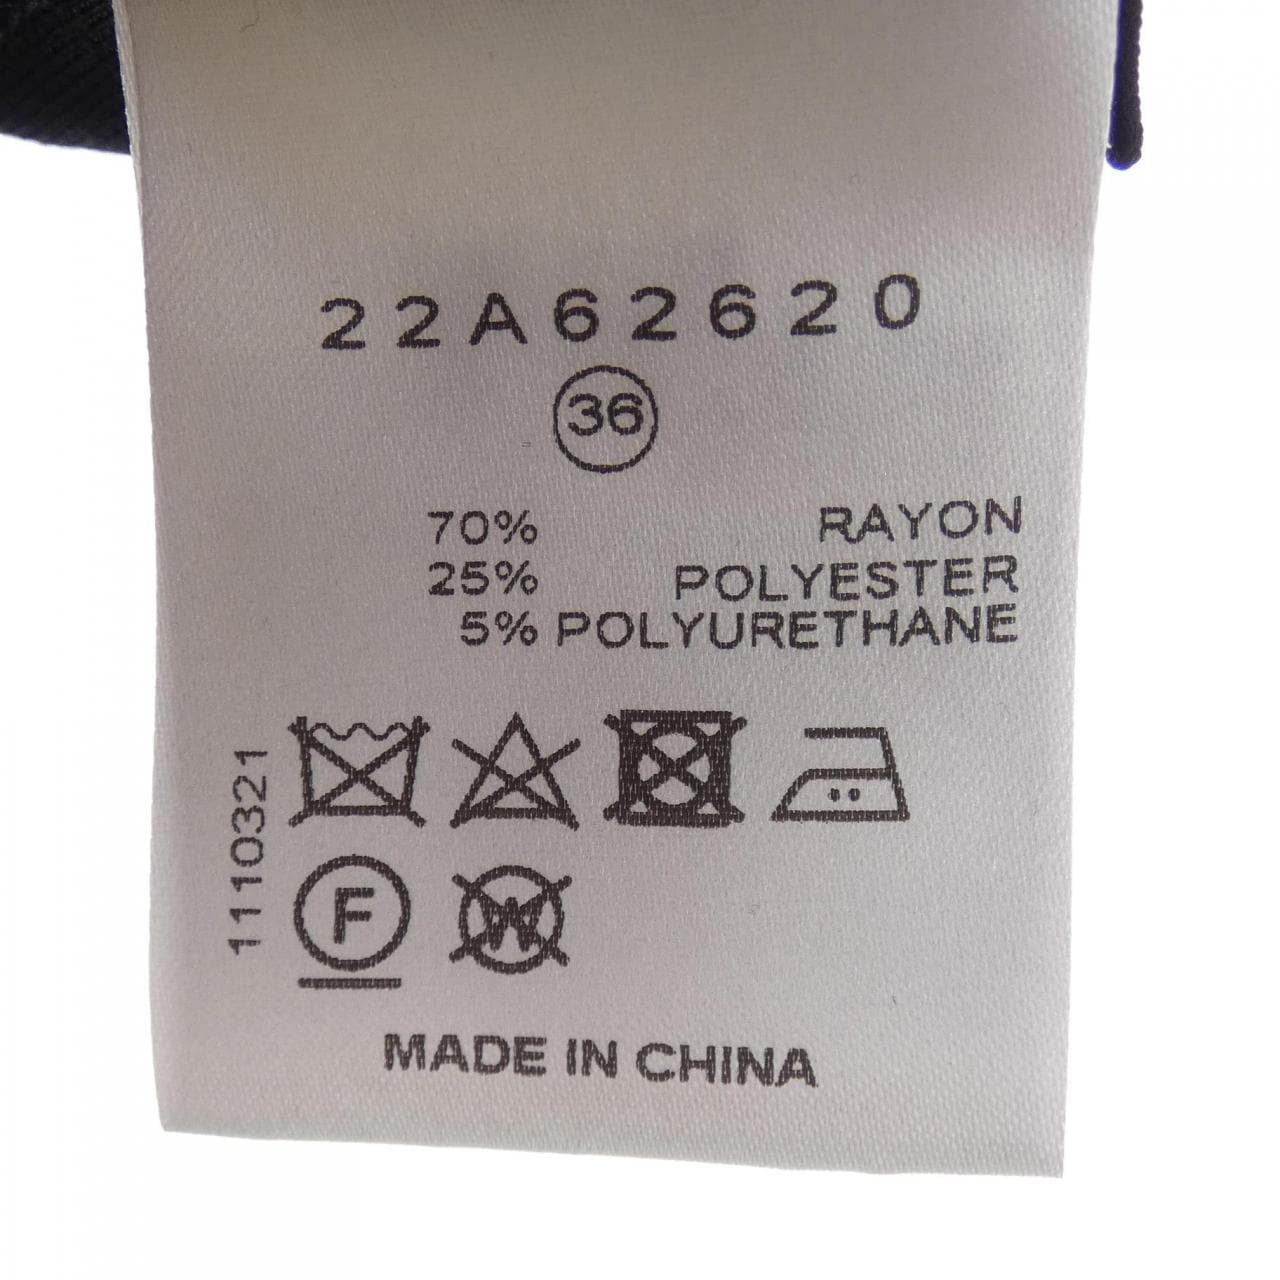 22A62620
36
70% RAYON
25% POLYESTER
5% POLYURETHANE
1110321
F
W
MADE IN CHINA